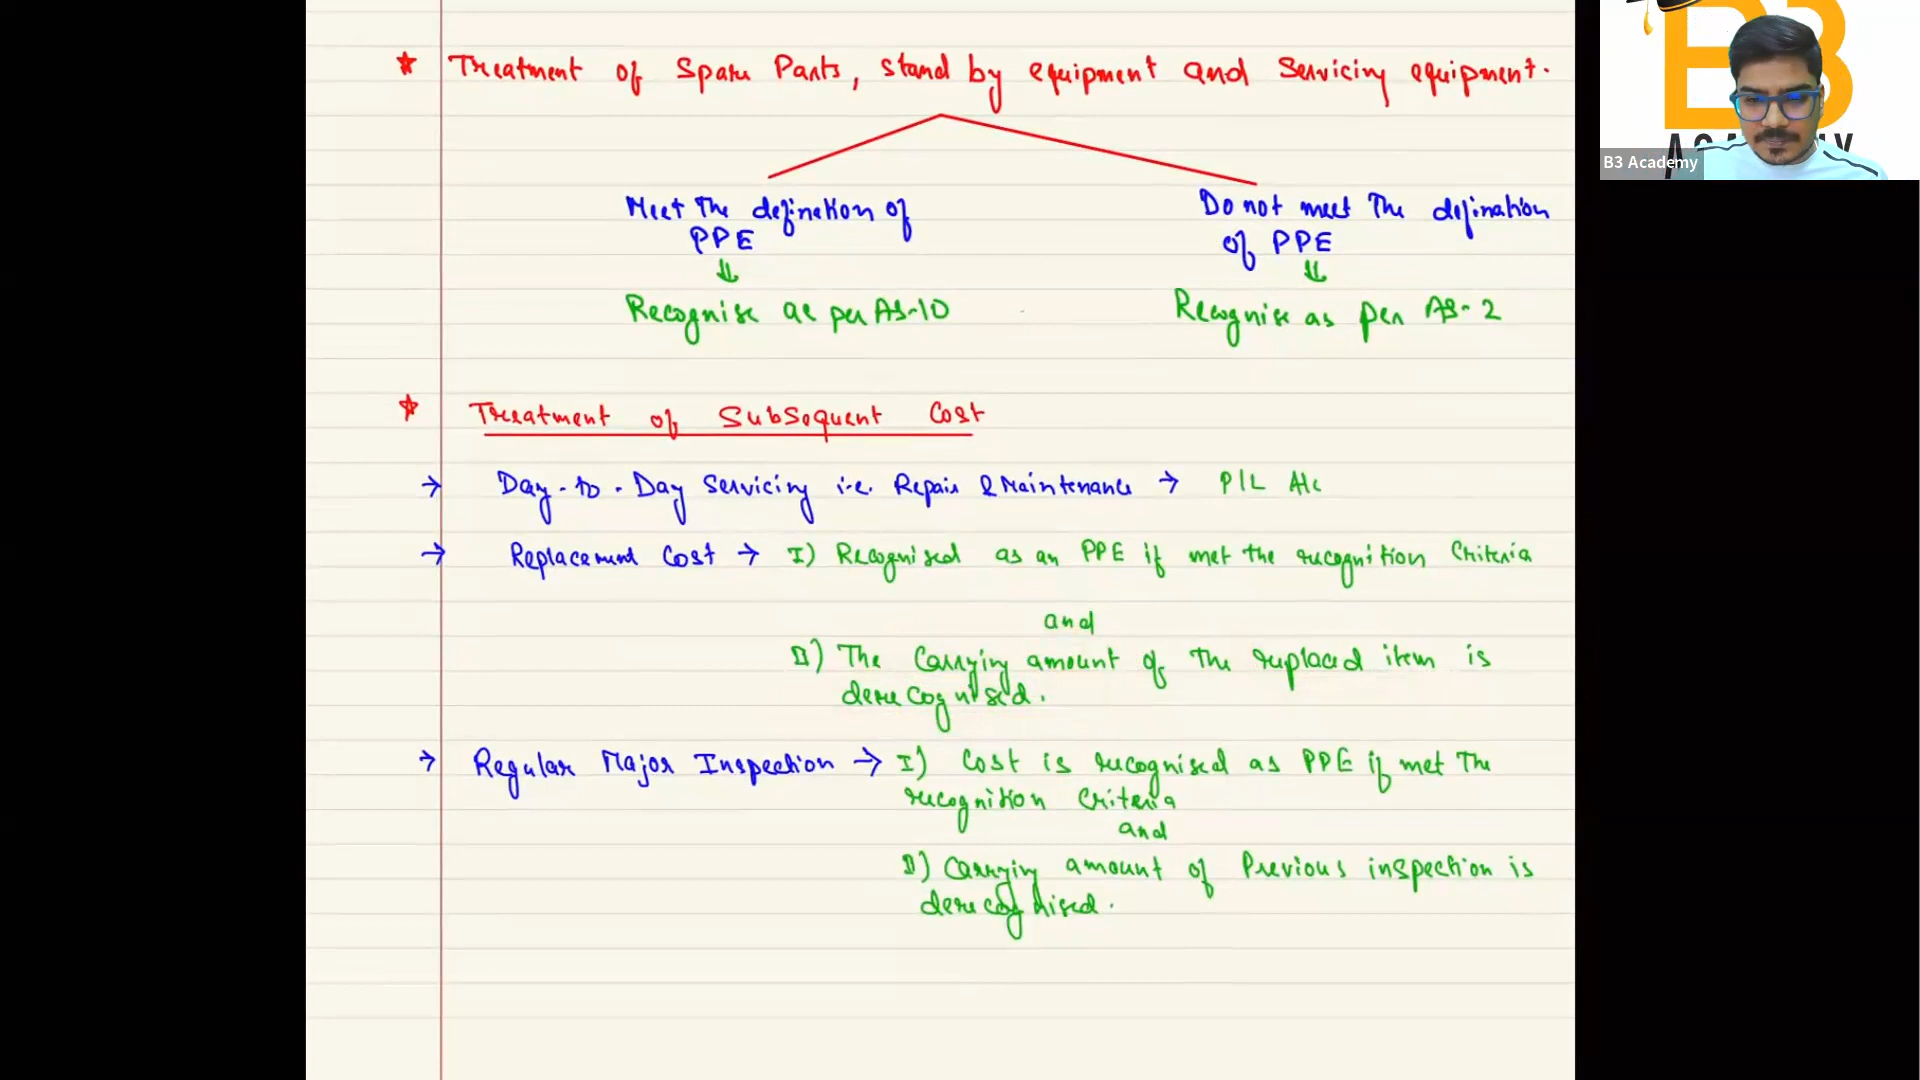 ★ Treatment of Spare Parts, stand by equipment and Servicing equipment.
Meet the defination of
PPE
⇓
Recognise as per AS-10
Do not meet the defination
of PPE
⇓
Recognise as per AS-2
★ Treatment of Subsequent Cost
→ Day-to-Day Servicing i.e. Repair & Maintenance → P/L A/c
→ Replacement Cost → I) Recognised as an PPE if met the recognition Criteria
and
II) The Carrying amount of the replaced item is
derecognised.
→ Regular Major Inspection → I) Cost is recognised as PPE if met the
recognition Criteria
and
II) Carrying amount of Previous inspection is
derecognised.
B3
ACADEMY
B3 Academy